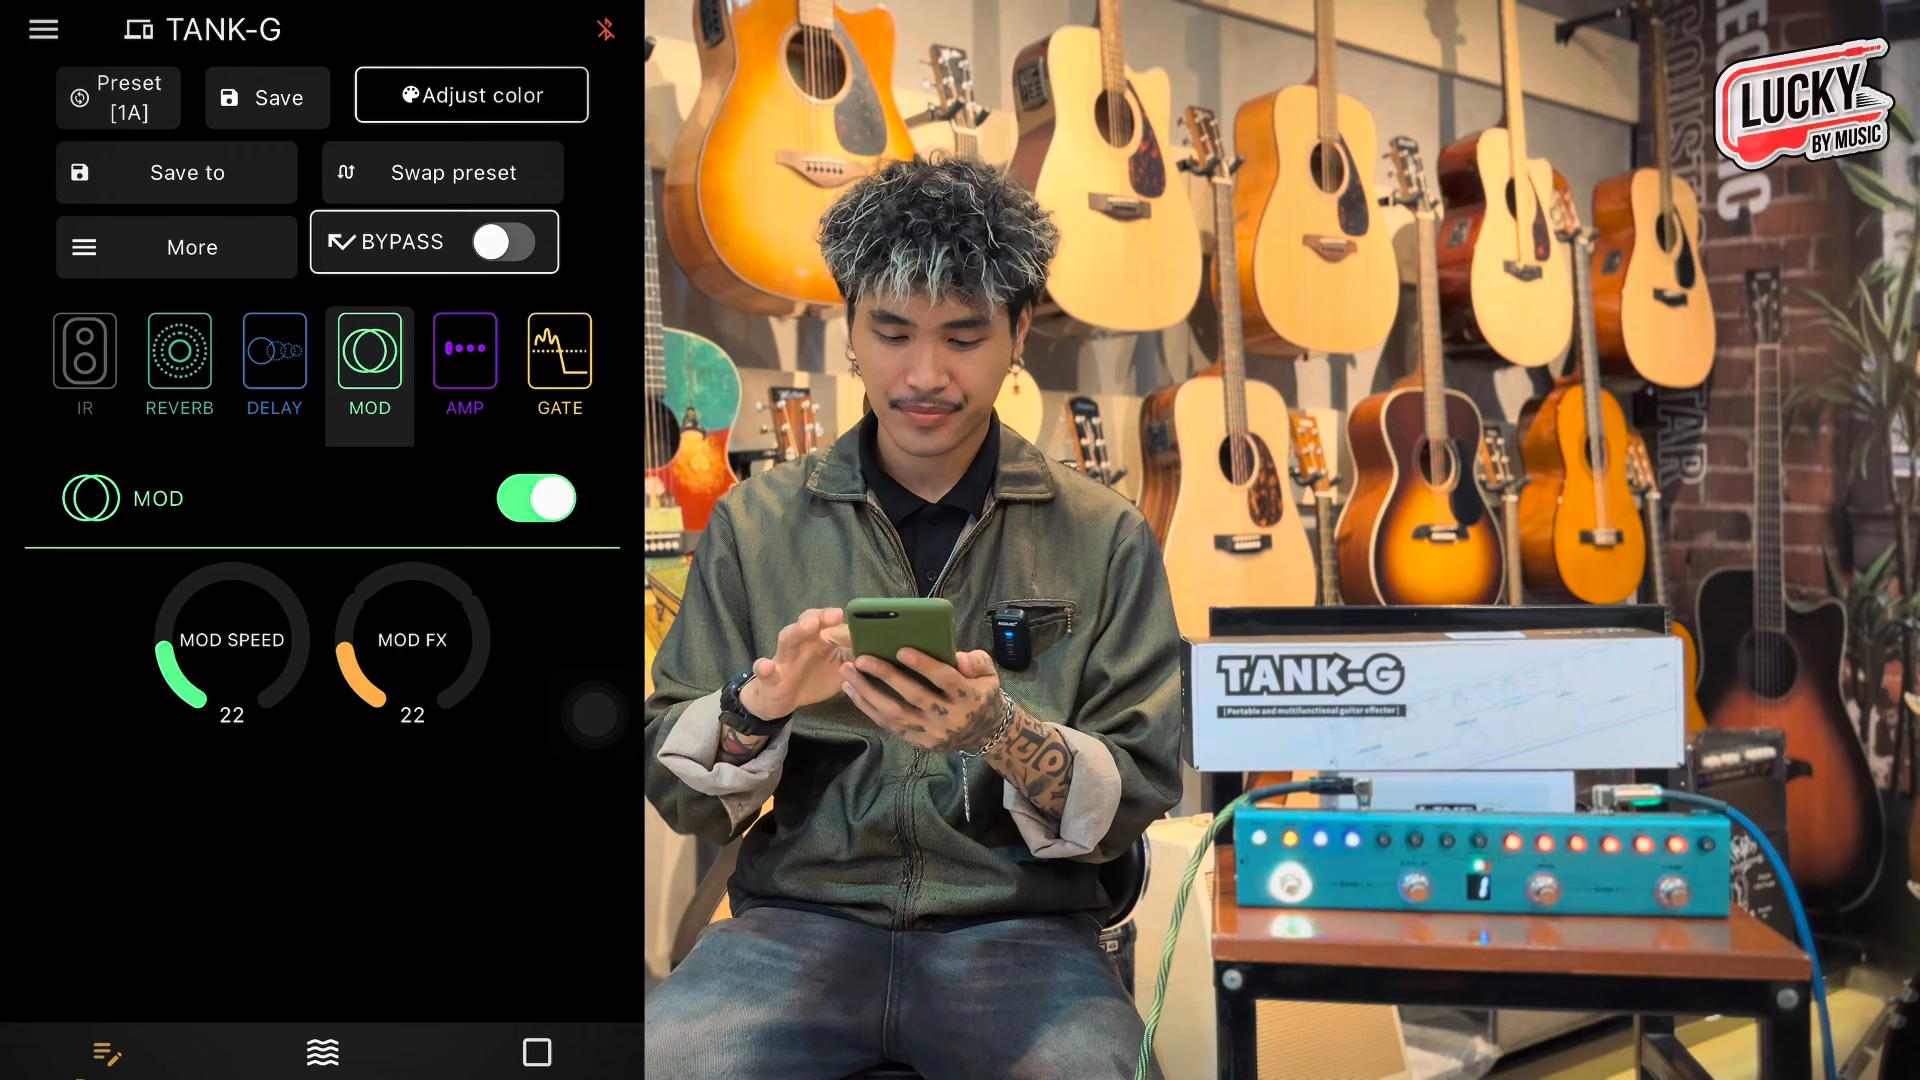 TANK-G
Preset
[1A]
Save
Adjust color
Save to
Swap preset
More
BYPASS
IR
REVERB
DELAY
MOD
AMP
GATE
MOD
MOD SPEED
22
MOD FX
22
LUCKY
BY MUSIC
TANK-G
Portable and multifunctional guitar effector